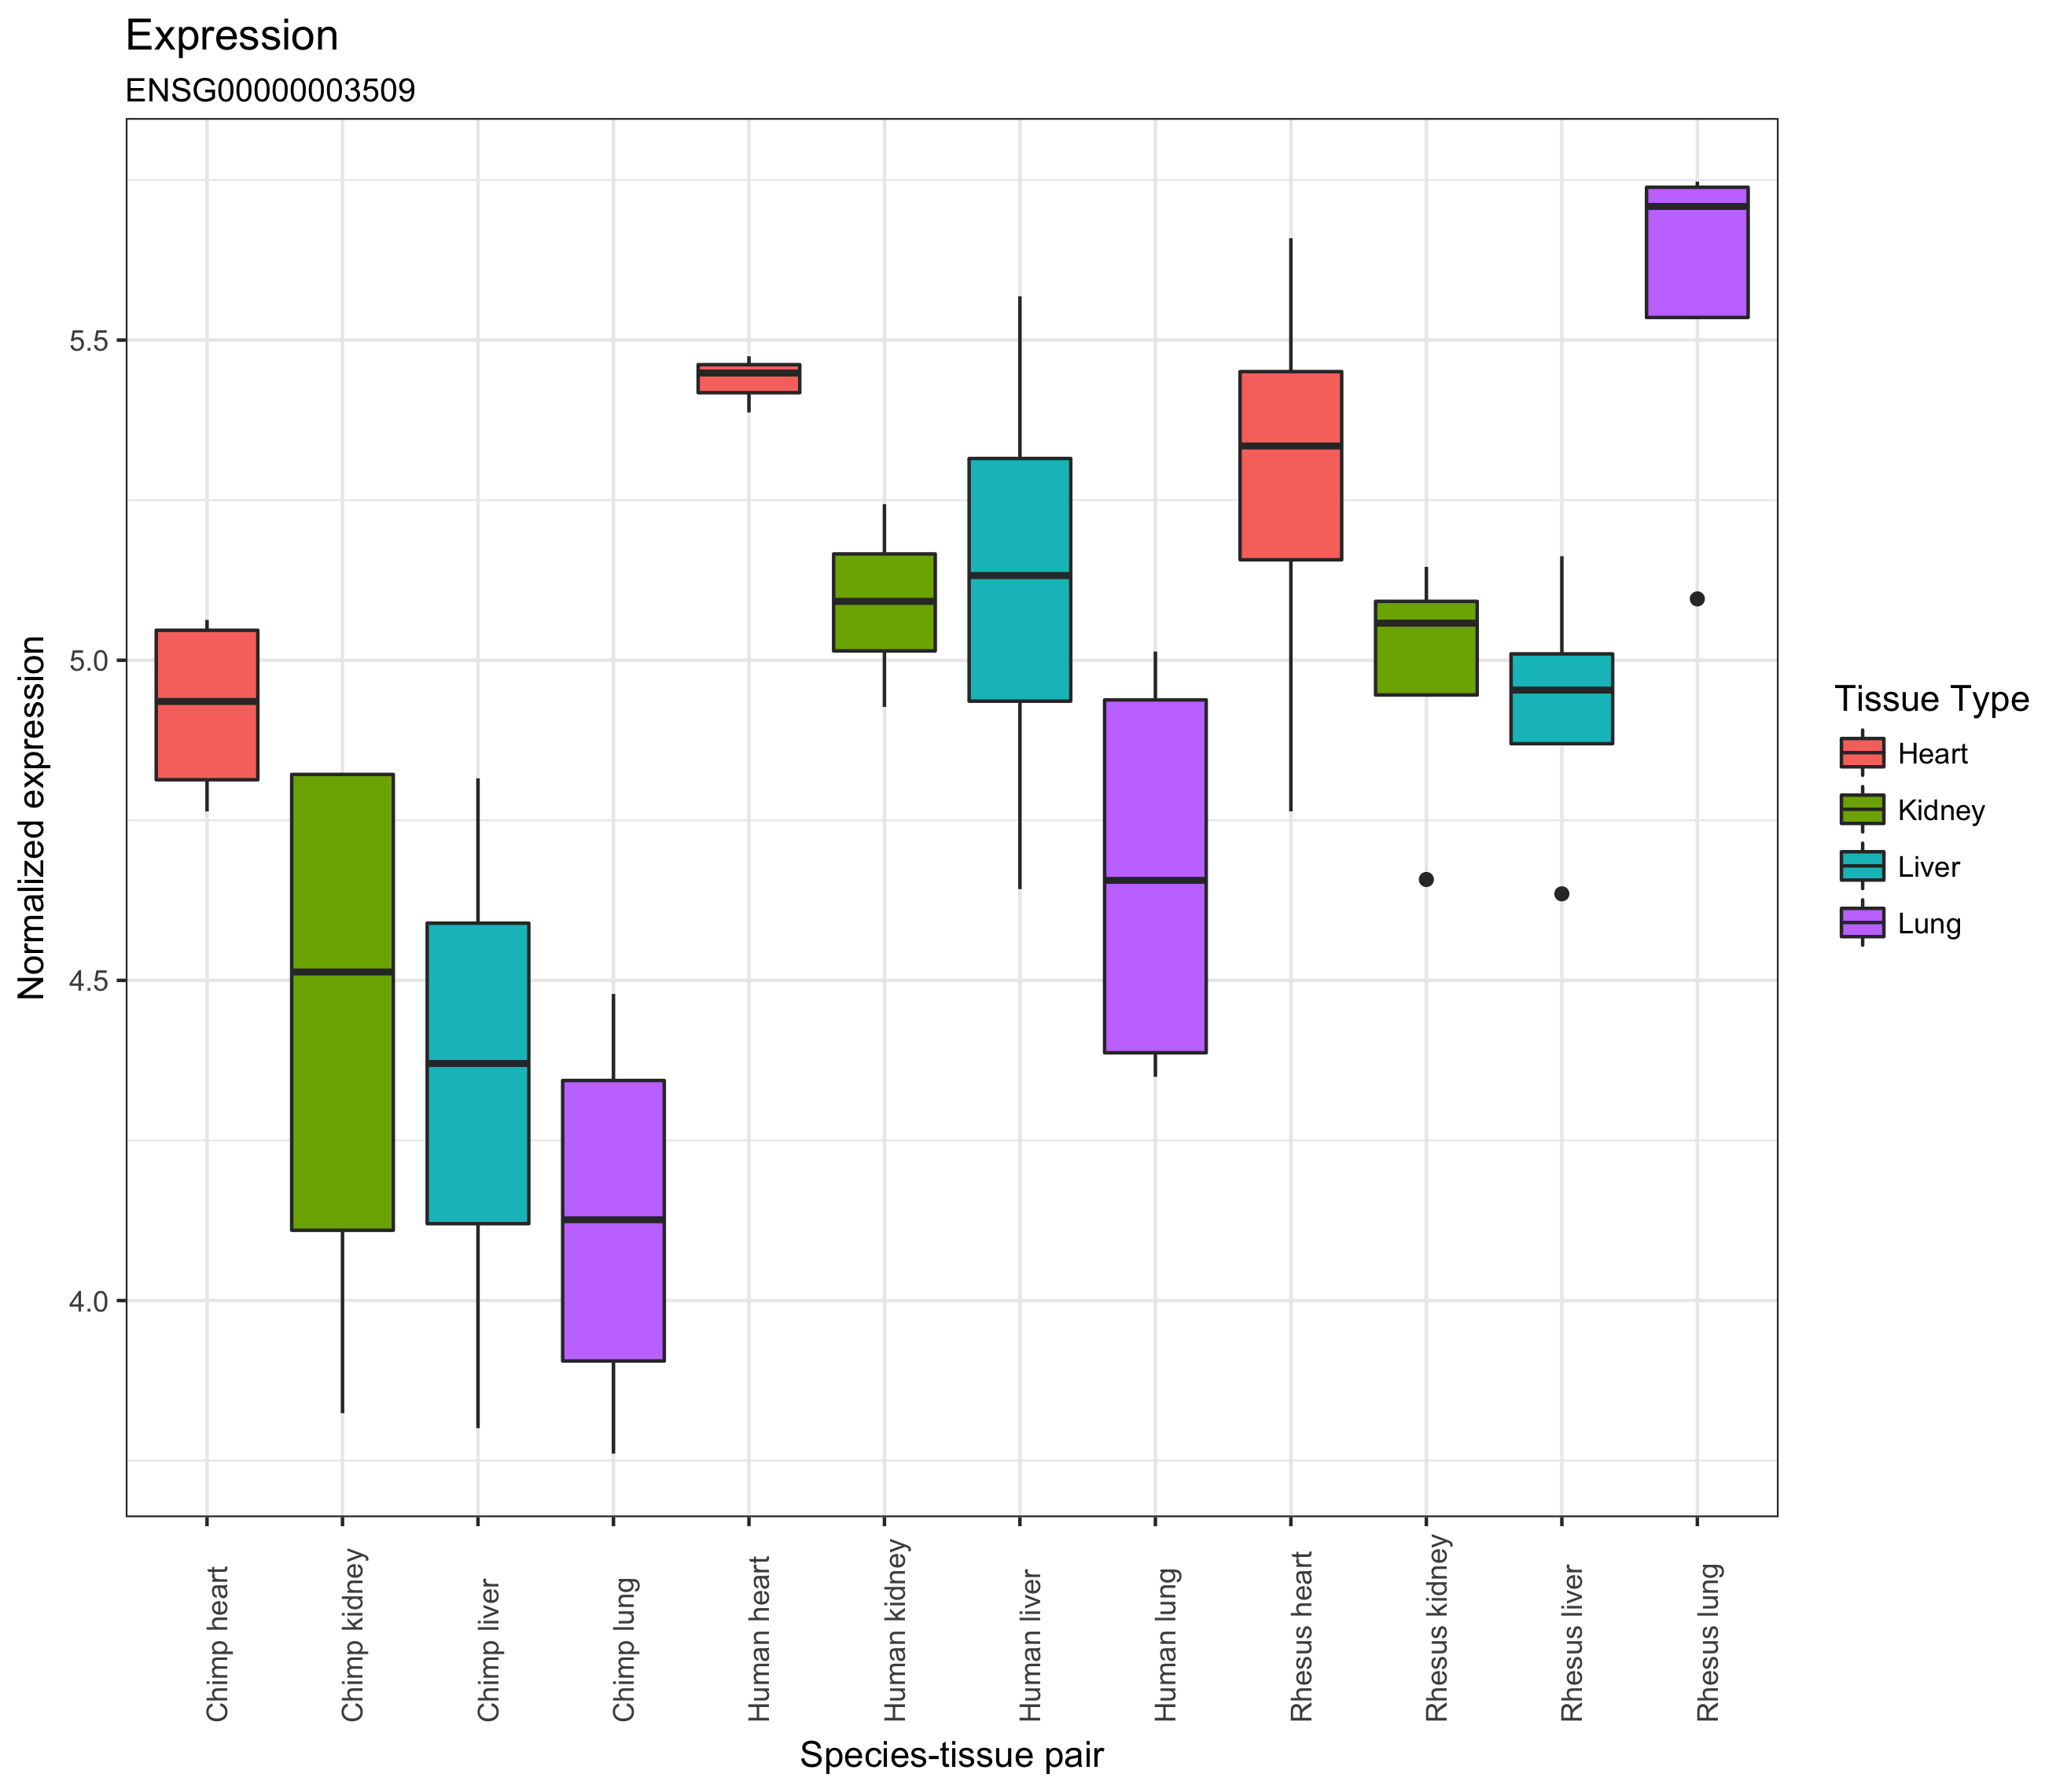 Expression
ENSG00000003509
Normalized expression
5.5
5.0
4.5
4.0
Chimp heart
Chimp kidney
Chimp liver
Chimp lung
Human heart
Human kidney
Human liver
Human lung
Rhesus heart
Rhesus kidney
Rhesus liver
Rhesus lung
Species-tissue pair
Tissue Type
Heart
Kidney
Liver
Lung